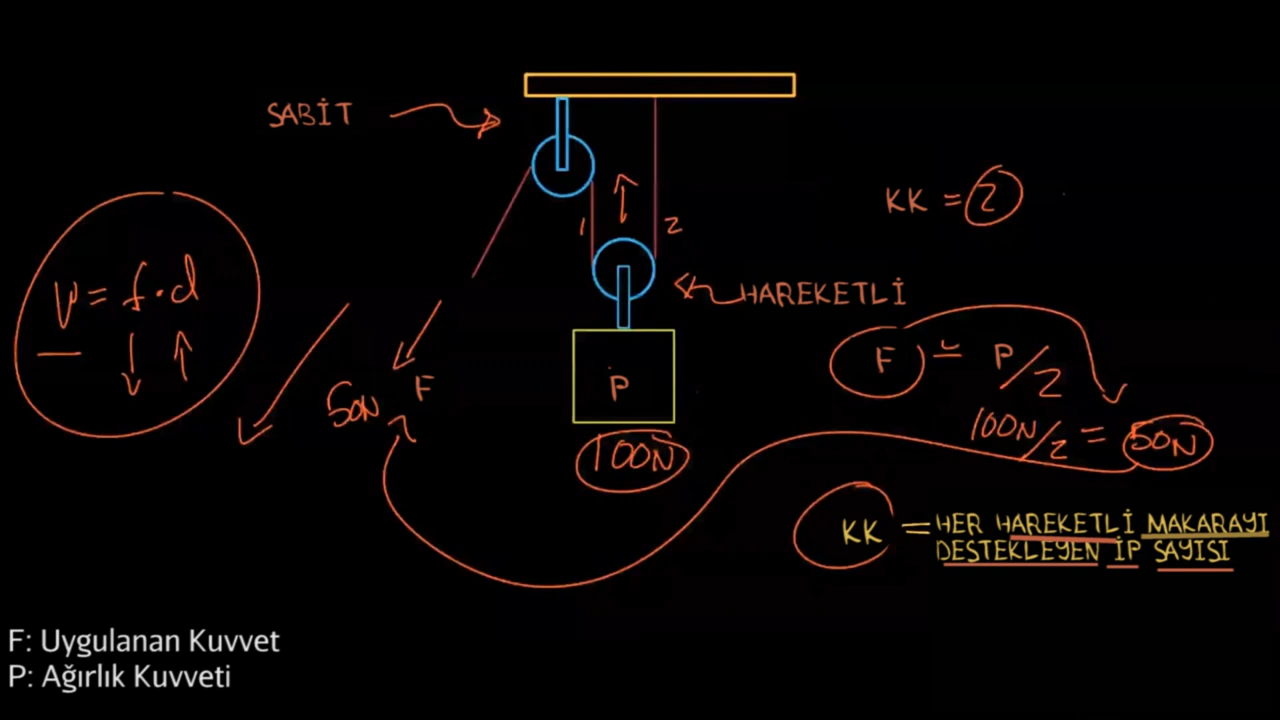 SABİT
KK = 2
1
2
HAREKETLİ
W = f.d
F = P/2
P
F
50N
100N
100N/2 = 50N
KK = HER HAREKETLİ MAKARAYI
DESTEKLEYEN İP SAYISI
F: Uygulanan Kuvvet
P: Ağırlık Kuvveti